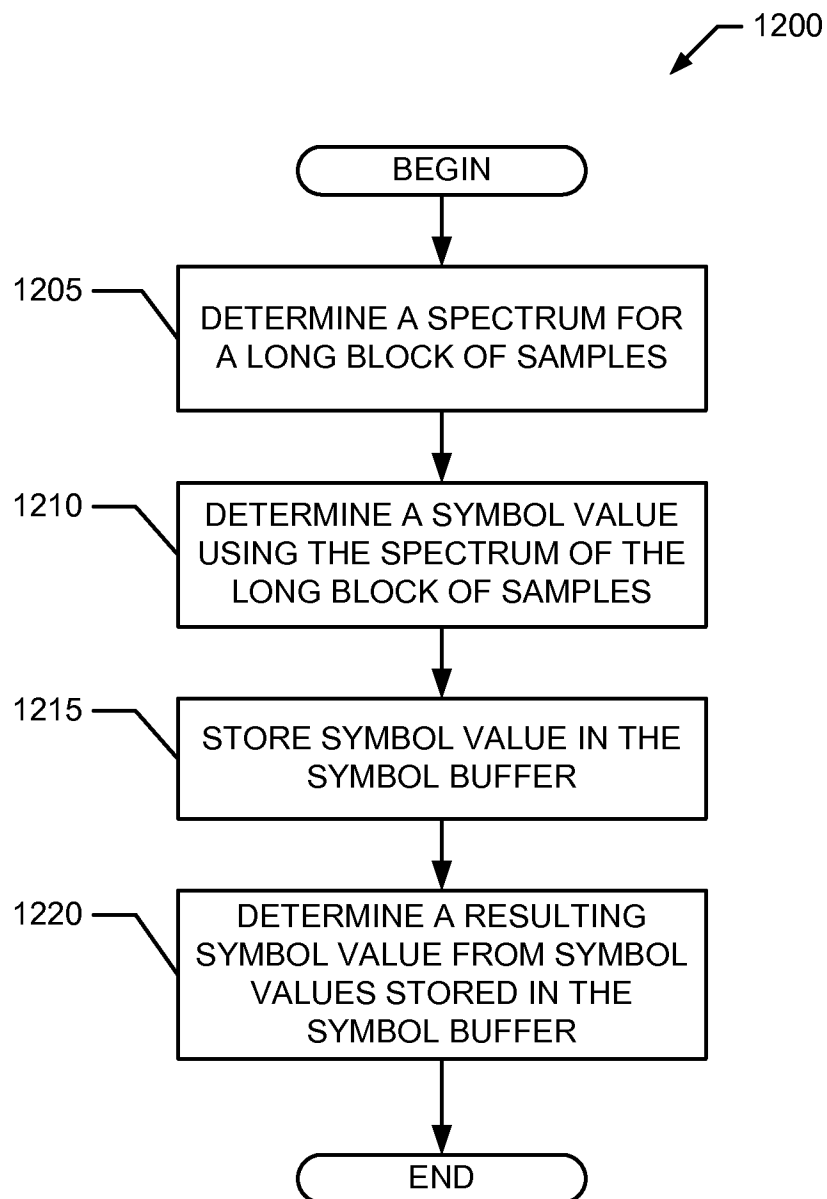 1200
BEGIN
1205
DETERMINE A SPECTRUM FOR
A LONG BLOCK OF SAMPLES
1210
DETERMINE A SYMBOL VALUE
USING THE SPECTRUM OF THE
LONG BLOCK OF SAMPLES
1215
STORE SYMBOL VALUE IN THE
SYMBOL BUFFER
1220
DETERMINE A RESULTING
SYMBOL VALUE FROM SYMBOL
VALUES STORED IN THE
SYMBOL BUFFER
END